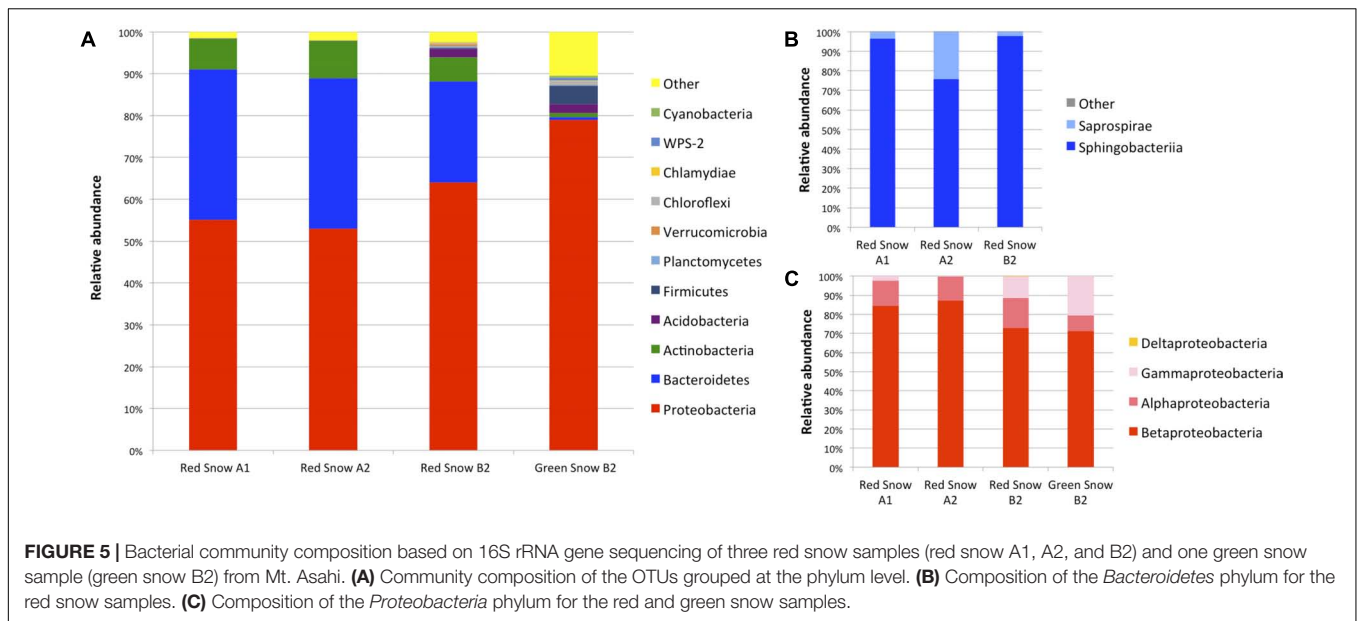 A
100%
90%
80%
70%
60%
50%
40%
30%
20%
10%
0%
Relative abundance
Red Snow A1
Red Snow A2
Red Snow B2
Green Snow B2
Other
Cyanobacteria
WPS-2
Chlamydiae
Chloroflexi
Verrucomicrobia
Planctomycetes
Firmicutes
Acidobacteria
Actinobacteria
Bacteroidetes
Proteobacteria
B
100%
90%
80%
70%
60%
50%
40%
30%
20%
10%
0%
Relative abundance
Red Snow
A1
Red Snow
A2
Red Snow
B2
Other
Saprospirae
Sphingobacteriia
C
100%
90%
80%
70%
60%
50%
40%
30%
20%
10%
0%
Relative abundance
Red Snow
A1
Red Snow
A2
Red Snow
B2
Green Snow
B2
Deltaproteobacteria
Gammaproteobacteria
Alphaproteobacteria
Betaproteobacteria
FIGURE 5 | Bacterial community composition based on 16S rRNA gene sequencing of three red snow samples (red snow A1, A2, and B2) and one green snow
sample (green snow B2) from Mt. Asahi. (A) Community composition of the OTUs grouped at the phylum level. (B) Composition of the Bacteroidetes phylum for the
red snow samples. (C) Composition of the Proteobacteria phylum for the red and green snow samples.